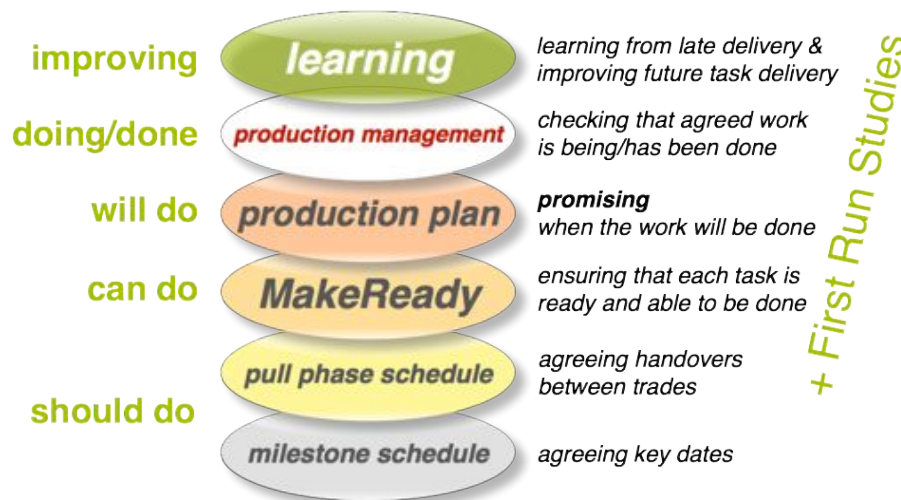 improving
learning
learning from late delivery &
improving future task delivery
doing/done
production management
checking that agreed work
is being/has been done
will do
production plan
promising
when the work will be done
can do
MakeReady
ensuring that each task is
ready and able to be done
should do
pull phase schedule
agreeing handovers
between trades
milestone schedule
agreeing key dates
+ First Run Studies